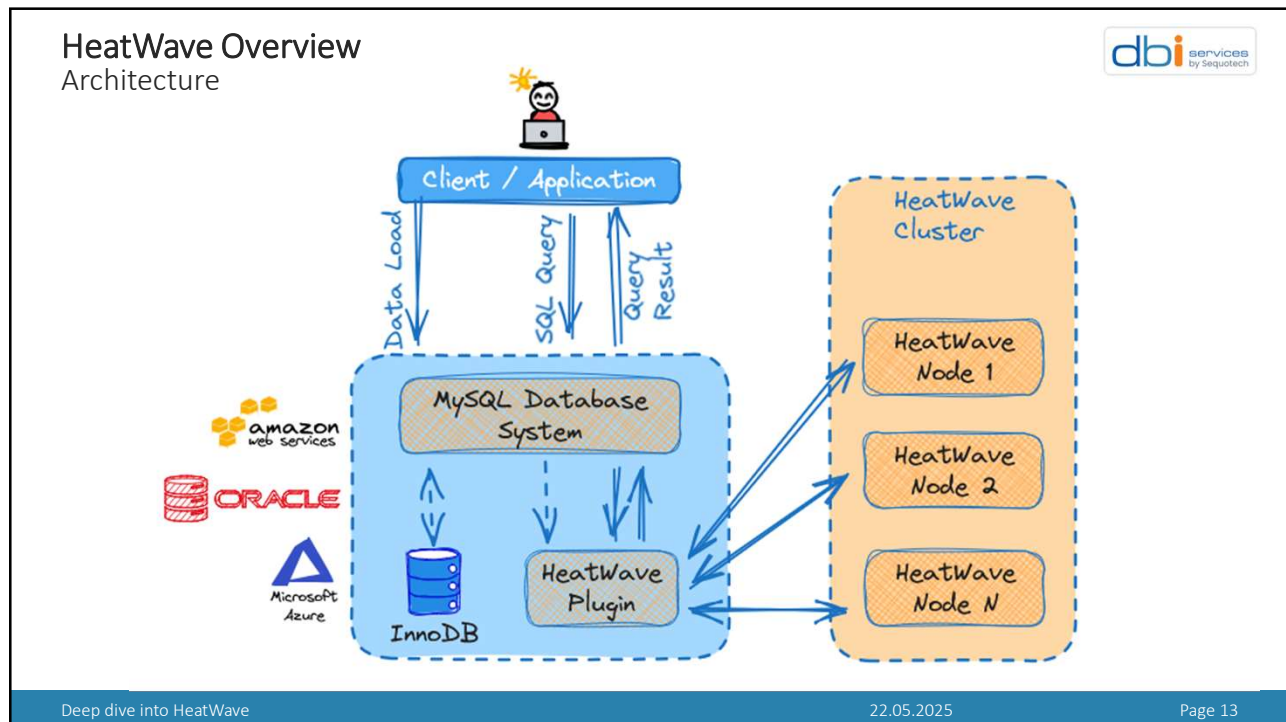 HeatWave Overview
Architecture
dbi services
by Sequotech
Client / Application
Data Load
SQL Query
Query
Result
HeatWave
Cluster
MySQL Database
System
HeatWave
Node 1
HeatWave
Node 2
HeatWave
Node N
amazon
web services
ORACLE
Microsoft
Azure
InnoDB
HeatWave
Plugin
Deep dive into HeatWave
22.05.2025
Page 13